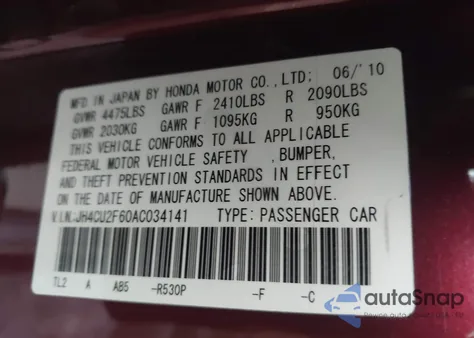 MFD IN JAPAN BY HONDA MOTOR CO.,LTD: 06/'10
GVWR 4475LBS GAWR F 2410LBS R 2090LBS
GVWR 2030KG GAWR F 1095KG R 950KG
THIS VEHICLE CONFORMS TO ALL APPLICABLE
FEDERAL MOTOR VEHICLE SAFETY ,BUMPER,
AND THEFT PREVENTION STANDARDS IN EFFECT
ON THE DATE OF MANUFACTURE SHOWN ABOVE.
V.I.N:JH4CU2F60AC034141 TYPE: PASSENGER CAR
TL2 A AB5 -R530P -F -C
autoSnap